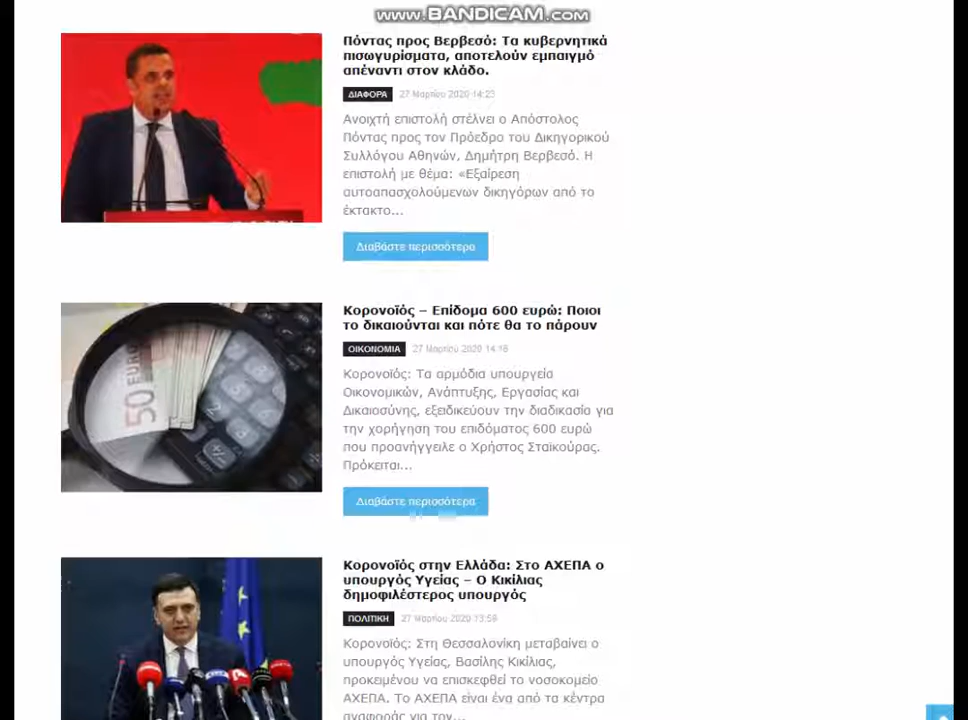 www.BANDICAM.com
Πόντας προς Βερβεσό: Τα κυβερνητικά
πισωγυρίσματα, αποτελούν εμπαιγμό
απέναντι στον κλάδο.
ΔΙΑΦΟΡΑ 27 Μαρτίου 2020 14:23
Ανοιχτή επιστολή στέλνει ο Απόστολος
Πόντας προς τον Πρόεδρο του Δικηγορικού
Συλλόγου Αθηνών, Δημήτρη Βερβεσό. Η
επιστολή με θέμα: «Εξαίρεση
αυτοαπασχολούμενων δικηγόρων από το
έκτακτο...
Διαβάστε περισσότερα
Κορονοϊός – Επίδομα 600 ευρώ: Ποιοι
το δικαιούνται και πότε θα το πάρουν
ΟΙΚΟΝΟΜΙΑ 27 Μαρτίου 2020 14:18
Κορονοϊός: Τα αρμόδια υπουργεία
Οικονομικών, Ανάπτυξης, Εργασίας και
Δικαιοσύνης, εξειδικεύουν την διαδικασία για
την χορήγηση του επιδόματος 600 ευρώ
που προανήγγειλε ο Χρήστος Σταϊκούρας.
Πρόκειται...
50 EURO
Διαβάστε περισσότερα
Κορονοϊός στην Ελλάδα: Στο ΑΧΕΠΑ ο
υπουργός Υγείας – Ο Κικίλιας
δημοφιλέστερος υπουργός
ΠΟΛΙΤΙΚΗ 27 Μαρτίου 2020 13:58
Κορονοϊός: Στη Θεσσαλονίκη μεταβαίνει ο
υπουργός Υγείας, Βασίλης Κικίλιας,
προκειμένου να επισκεφθεί το νοσοκομείο
ΑΧΕΠΑ. Το ΑΧΕΠΑ είναι ένα από τα κέντρα
αναφοράς για τον...